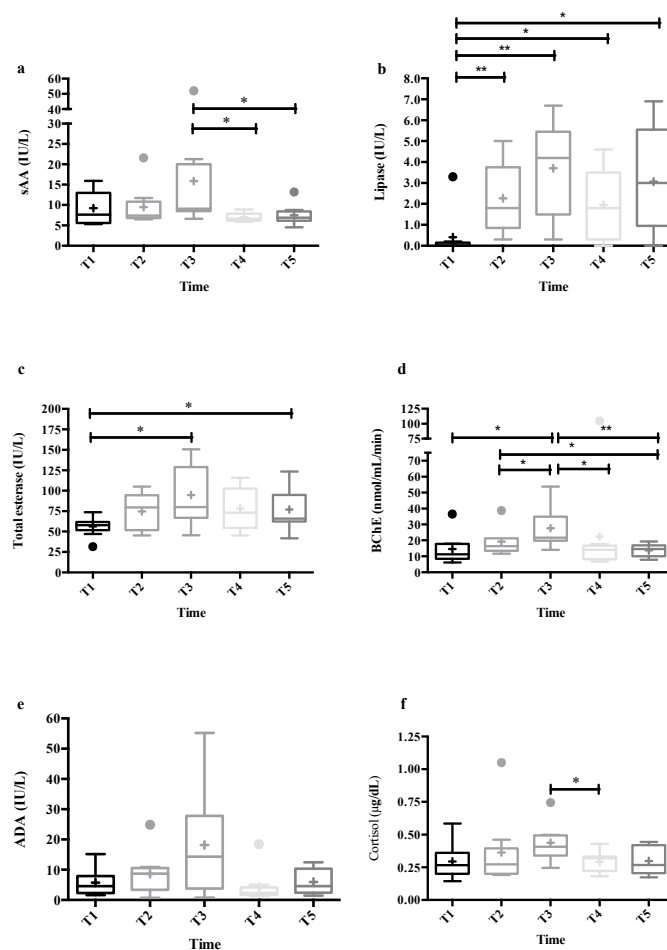 a
sAA (IU/L)
60
55
50
45
40
25
20
15
10
5
0
* *
T1 T2 T3 T4 T5
Time
b
Lipase (IU/L)
8.0
7.0
6.0
5.0
4.0
3.0
2.0
1.0
0.0
*
*
**
**
T1 T2 T3 T4 T5
Time
c
Total esterase (IU/L)
200
175
150
125
100
75
50
25
0
*
*
T1 T2 T3 T4 T5
Time
d
BChE (nmol/mL/min)
125
100
75
70
60
50
40
30
20
10
0
* **
*
* *
T1 T2 T3 T4 T5
Time
e
ADA (IU/L)
60
50
40
30
20
10
0
T1 T2 T3 T4 T5
Time
f
Cortisol (µg/dL)
1.25
1.00
0.75
0.50
0.25
0.00
*
T1 T2 T3 T4 T5
Time